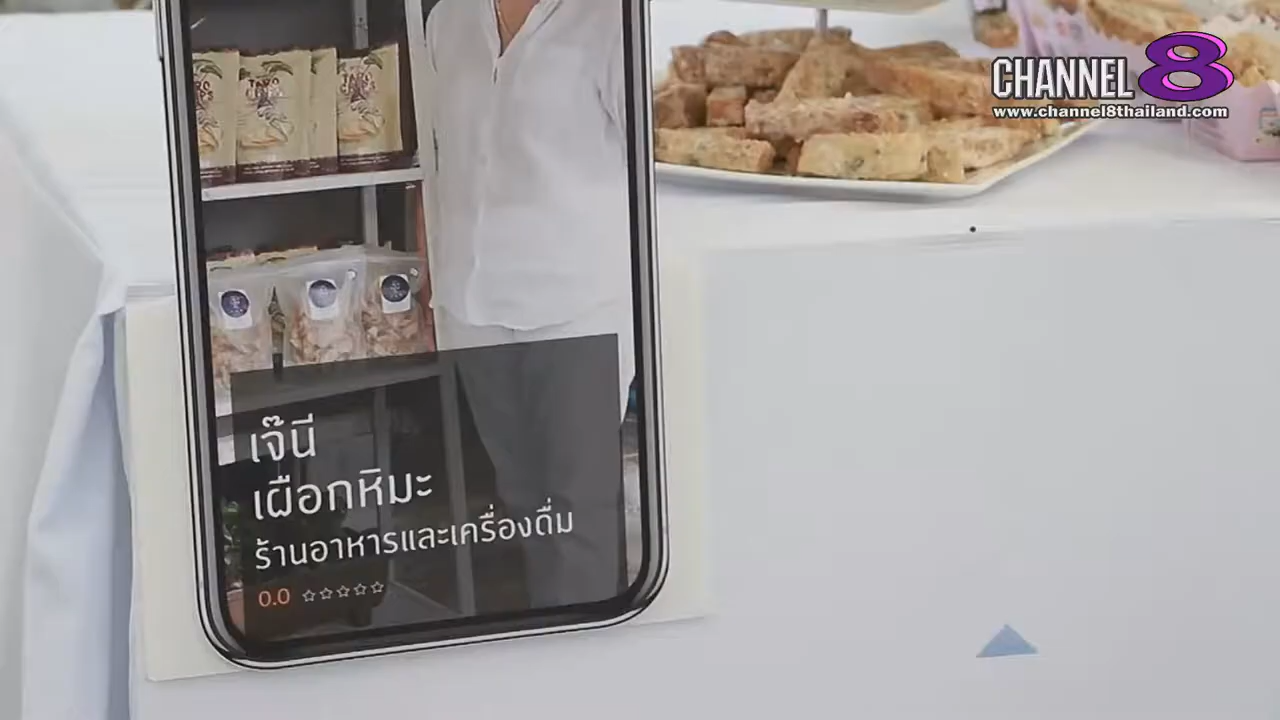 CHANNEL 8
www.channel8thailand.com
เจ๊นี
เผือกหิมะ
ร้านอาหารและเครื่องดื่ม
0.0